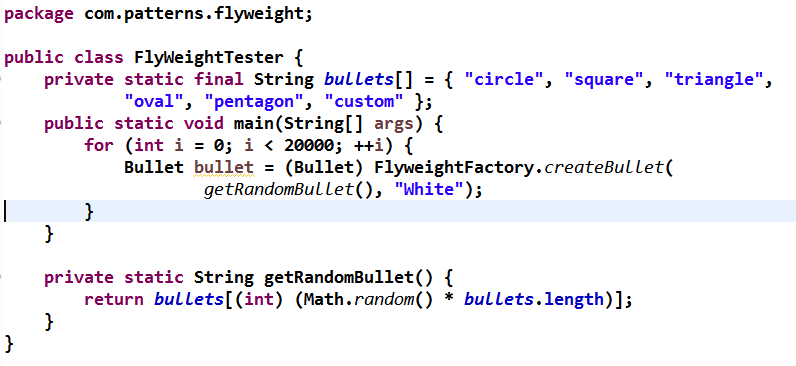 package com.patterns.flyweight;
public class FlyWeightTester {
private static final String bullets[] = { "circle", "square", "triangle",
"oval", "pentagon", "custom" };
public static void main(String[] args) {
for (int i = 0; i < 20000; ++i) {
Bullet bullet = (Bullet) FlyweightFactory.createBullet(
getRandomBullet(), "White");
}
}
private static String getRandomBullet() {
return bullets[(int) (Math.random() * bullets.length)];
}
}